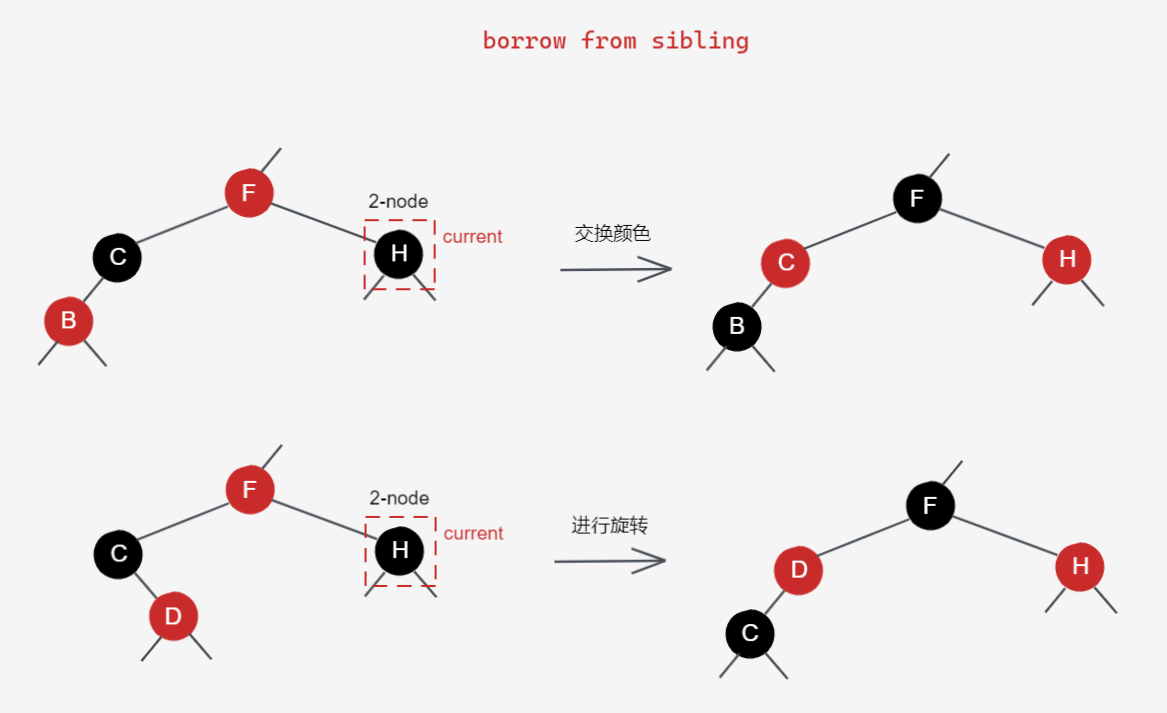 borrow from sibling
F
2-node
C
H
current
B
交换颜色
F
C
H
B
F
2-node
C
H
current
D
进行旋转
F
D
H
C